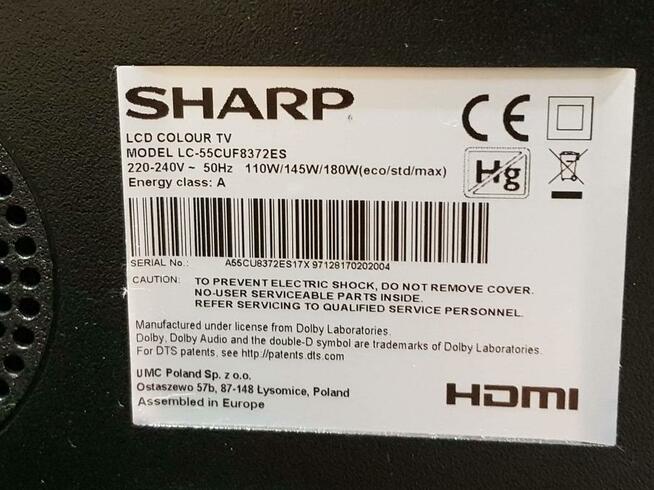 SHARP
LCD COLOUR TV
MODEL LC-55CUF8372ES
220-240V ~ 50Hz 110W/145W/180W(eco/std/max)
Energy class: A
CE
Hg
SERIAL No.: A55CU8372ES17X 97128170202004
CAUTION: TO PREVENT ELECTRIC SHOCK, DO NOT REMOVE COVER.
NO-USER SERVICEABLE PARTS INSIDE.
REFER SERVICING TO QUALIFIED SERVICE PERSONNEL.
Manufactured under license from Dolby Laboratories.
Dolby, Dolby Audio and the double-D symbol are trademarks of Dolby Laboratories.
For DTS patents, see http://patents.dts.com
UMC Poland Sp. z o.o.
Ostaszewo 57b, 87-148 Łysomice, Poland
Assembled in Europe
HDMI